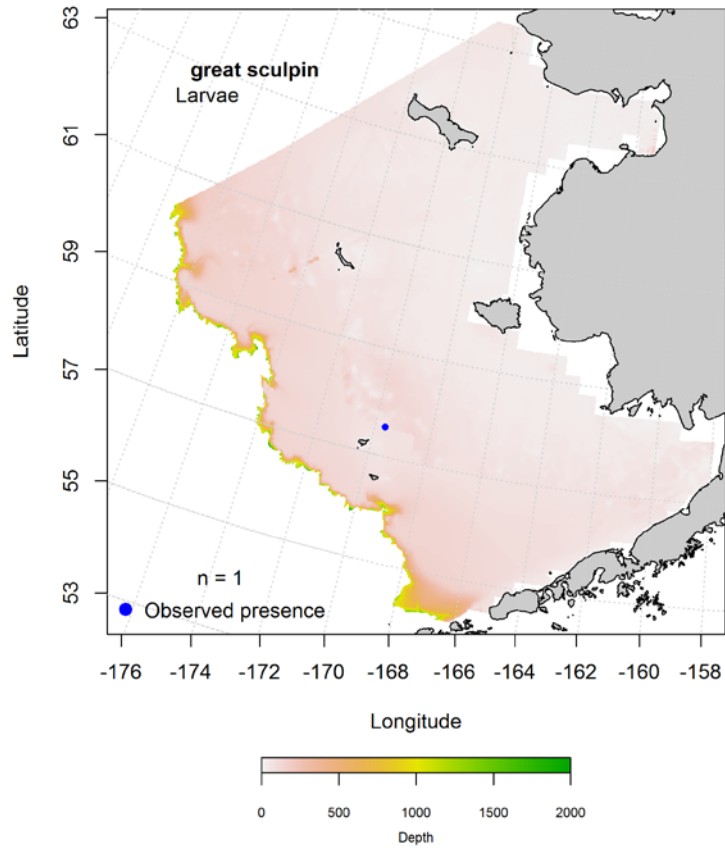 great sculpin
Larvae
63
61
59
57
55
53
Latitude
n = 1
Observed presence
-176 -174 -172 -170 -168 -166 -164 -162 -160 -158
Longitude
0 500 1000 1500 2000
Depth